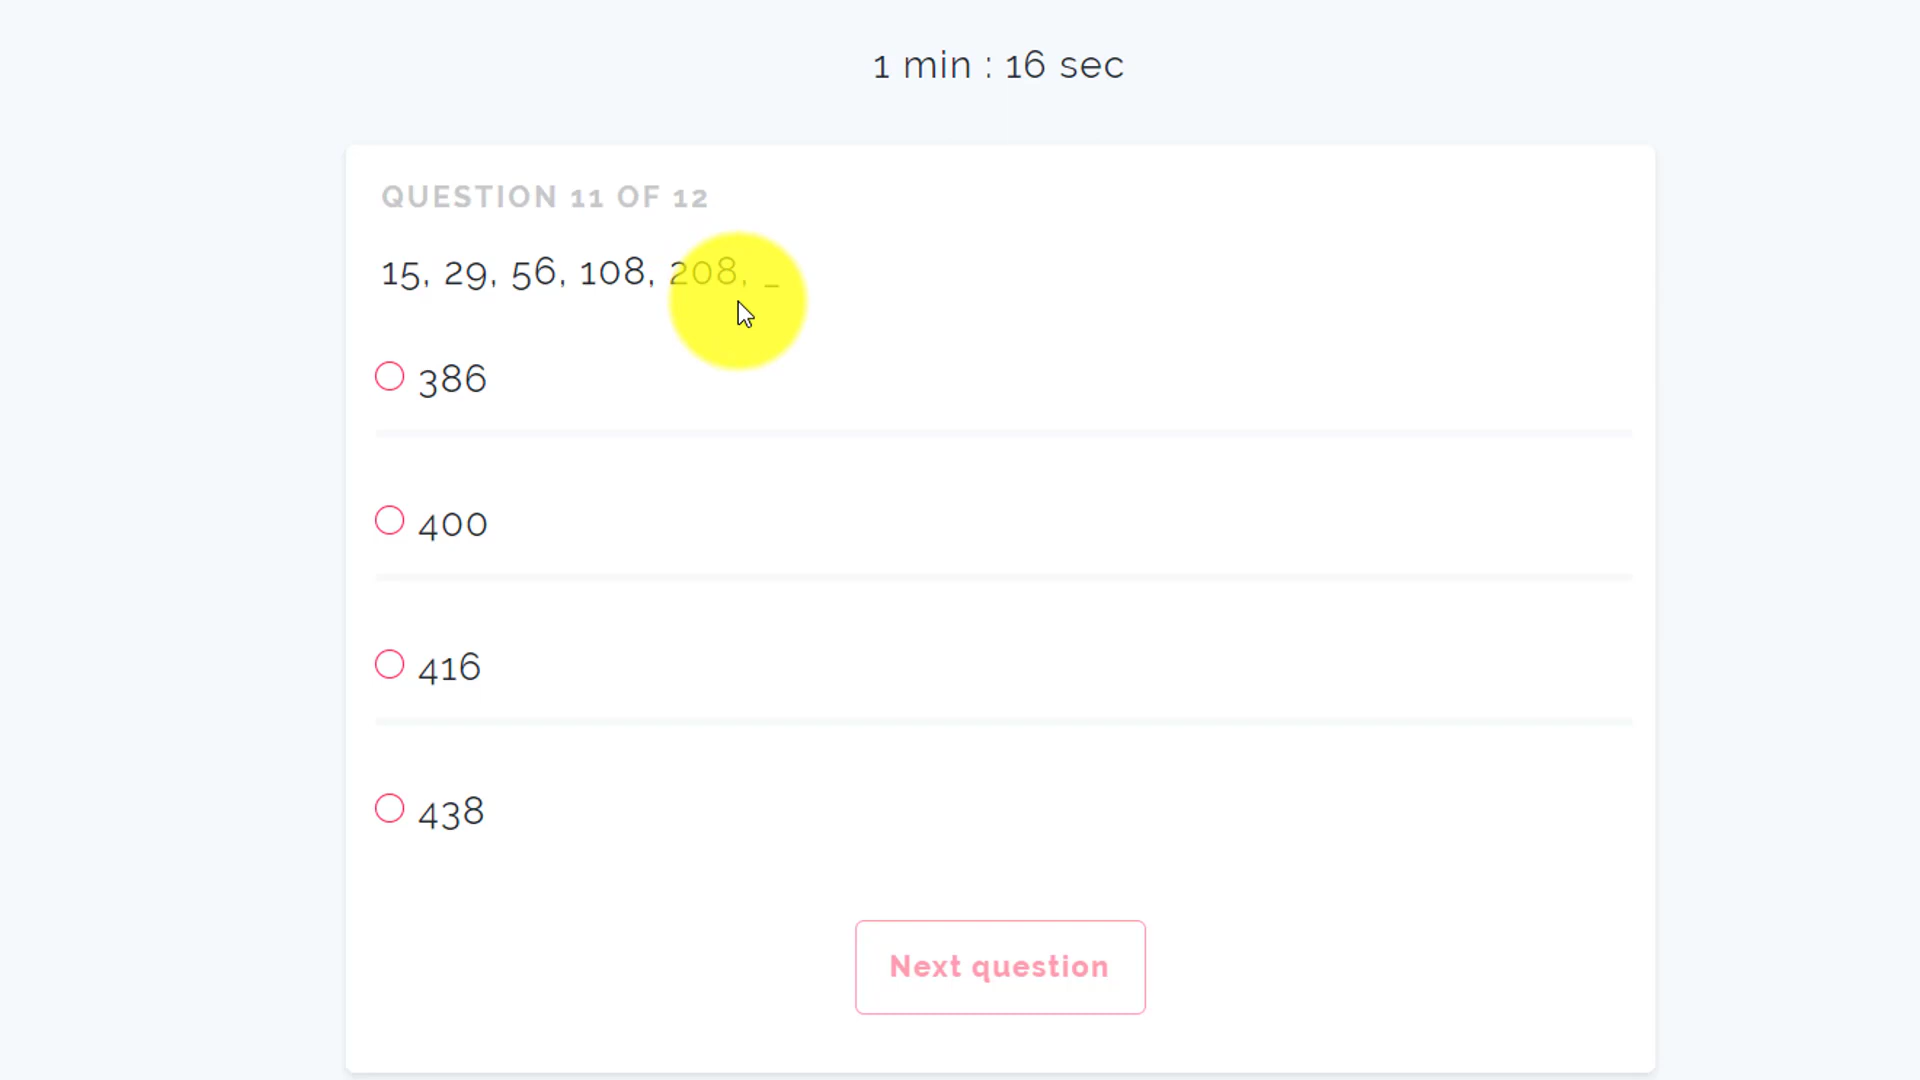 1 min : 16 sec
QUESTION 11 OF 12
15, 29, 56, 108, 208, _
386
400
416
438
Next question